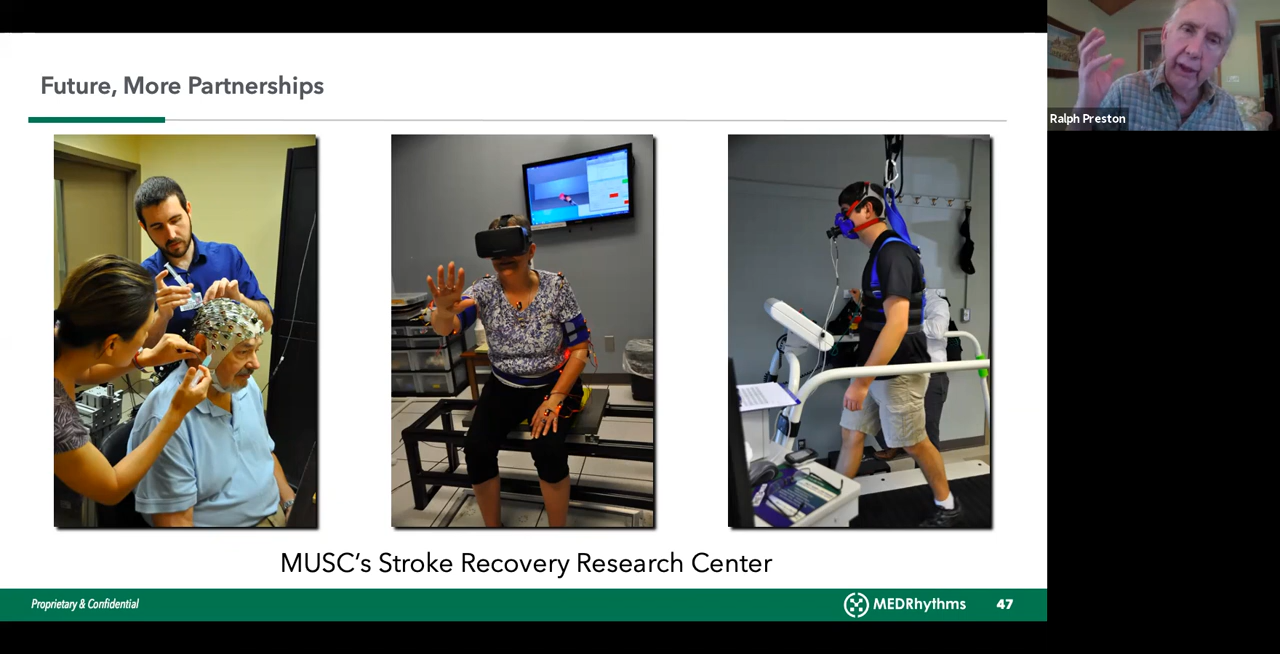 Future, More Partnerships
Ralph Preston
MUSC's Stroke Recovery Research Center
Proprietary & Confidential
MEDRhythms
47